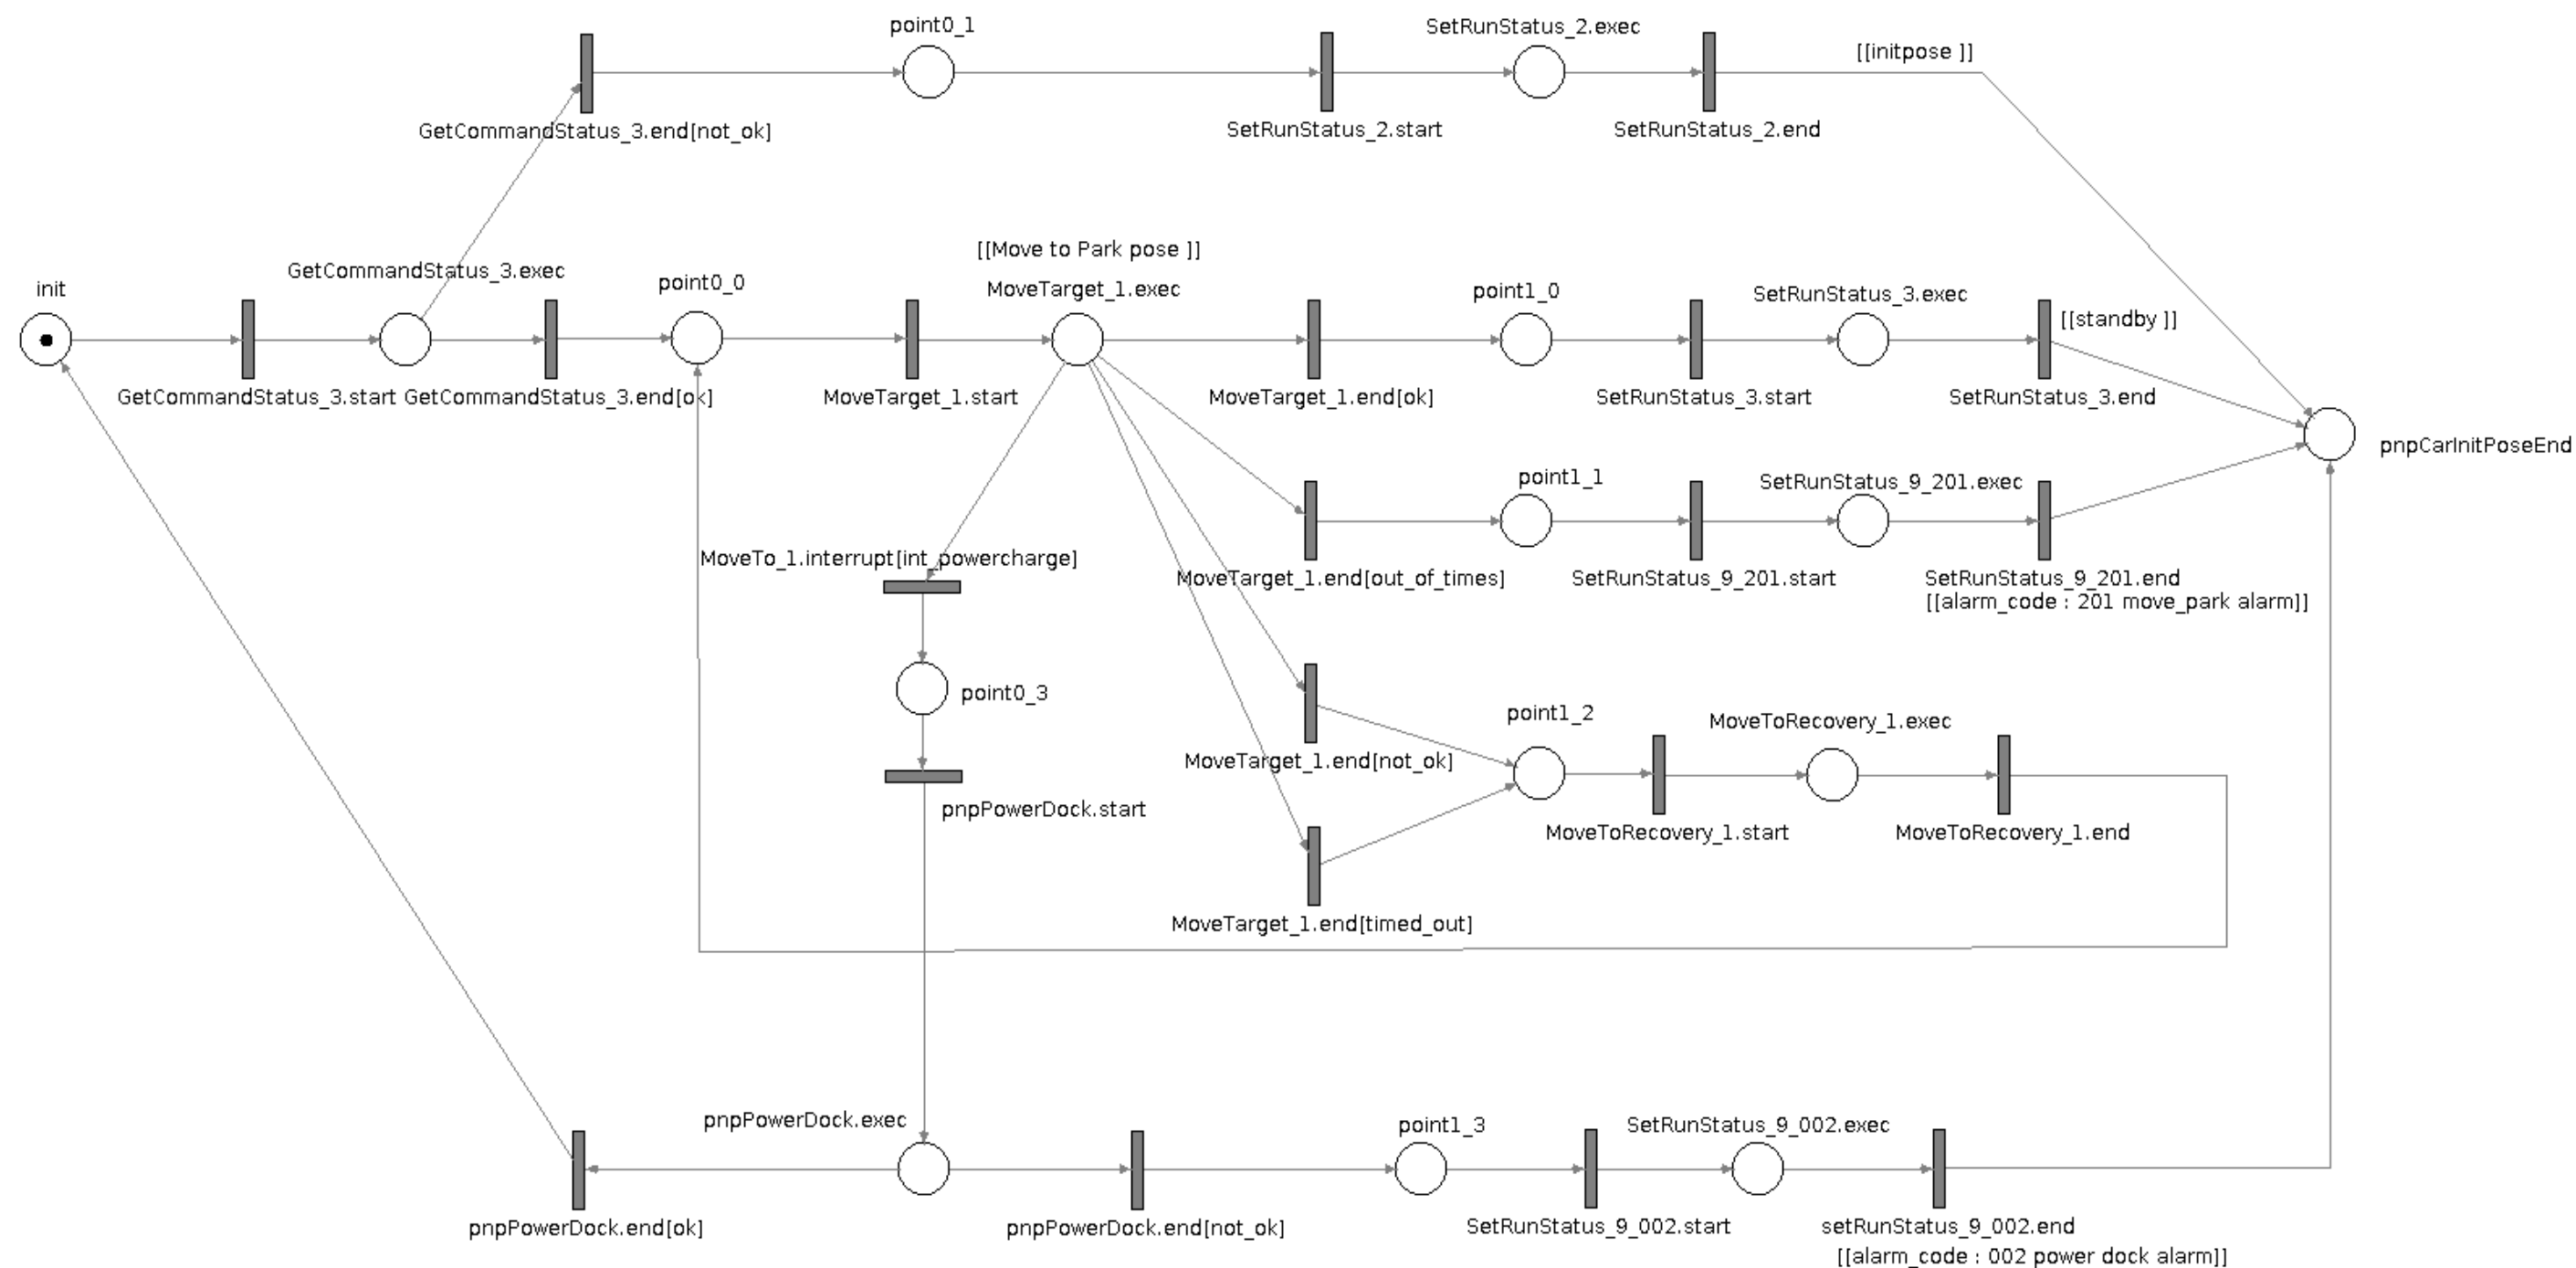 point0_1
SetRunStatus_2.exec
[[initpose ]]
GetCommandStatus_3.end[not_ok]
SetRunStatus_2.start
SetRunStatus_2.end
[[Move to Park pose ]]
init
GetCommandStatus_3.exec
point0_0
MoveTarget_1.exec
point1_0
SetRunStatus_3.exec
[[standby ]]
GetCommandStatus_3.start
GetCommandStatus_3.end[ok]
MoveTarget_1.start
MoveTarget_1.end[ok]
SetRunStatus_3.start
SetRunStatus_3.end
pnpCarInitPoseEnd
point1_1
SetRunStatus_9_201.exec
MoveTo_1.interrupt[int_powercharge]
MoveTarget_1.end[out_of_times]
SetRunStatus_9_201.start
SetRunStatus_9_201.end
[[alarm_code : 201 move_park alarm]]
point0_3
point1_2
MoveToRecovery_1.exec
MoveTarget_1.end[not_ok]
pnpPowerDock.start
MoveToRecovery_1.start
MoveToRecovery_1.end
MoveTarget_1.end[timed_out]
pnpPowerDock.exec
point1_3
SetRunStatus_9_002.exec
pnpPowerDock.end[ok]
pnpPowerDock.end[not_ok]
SetRunStatus_9_002.start
setRunStatus_9_002.end
[[alarm_code : 002 power dock alarm]]